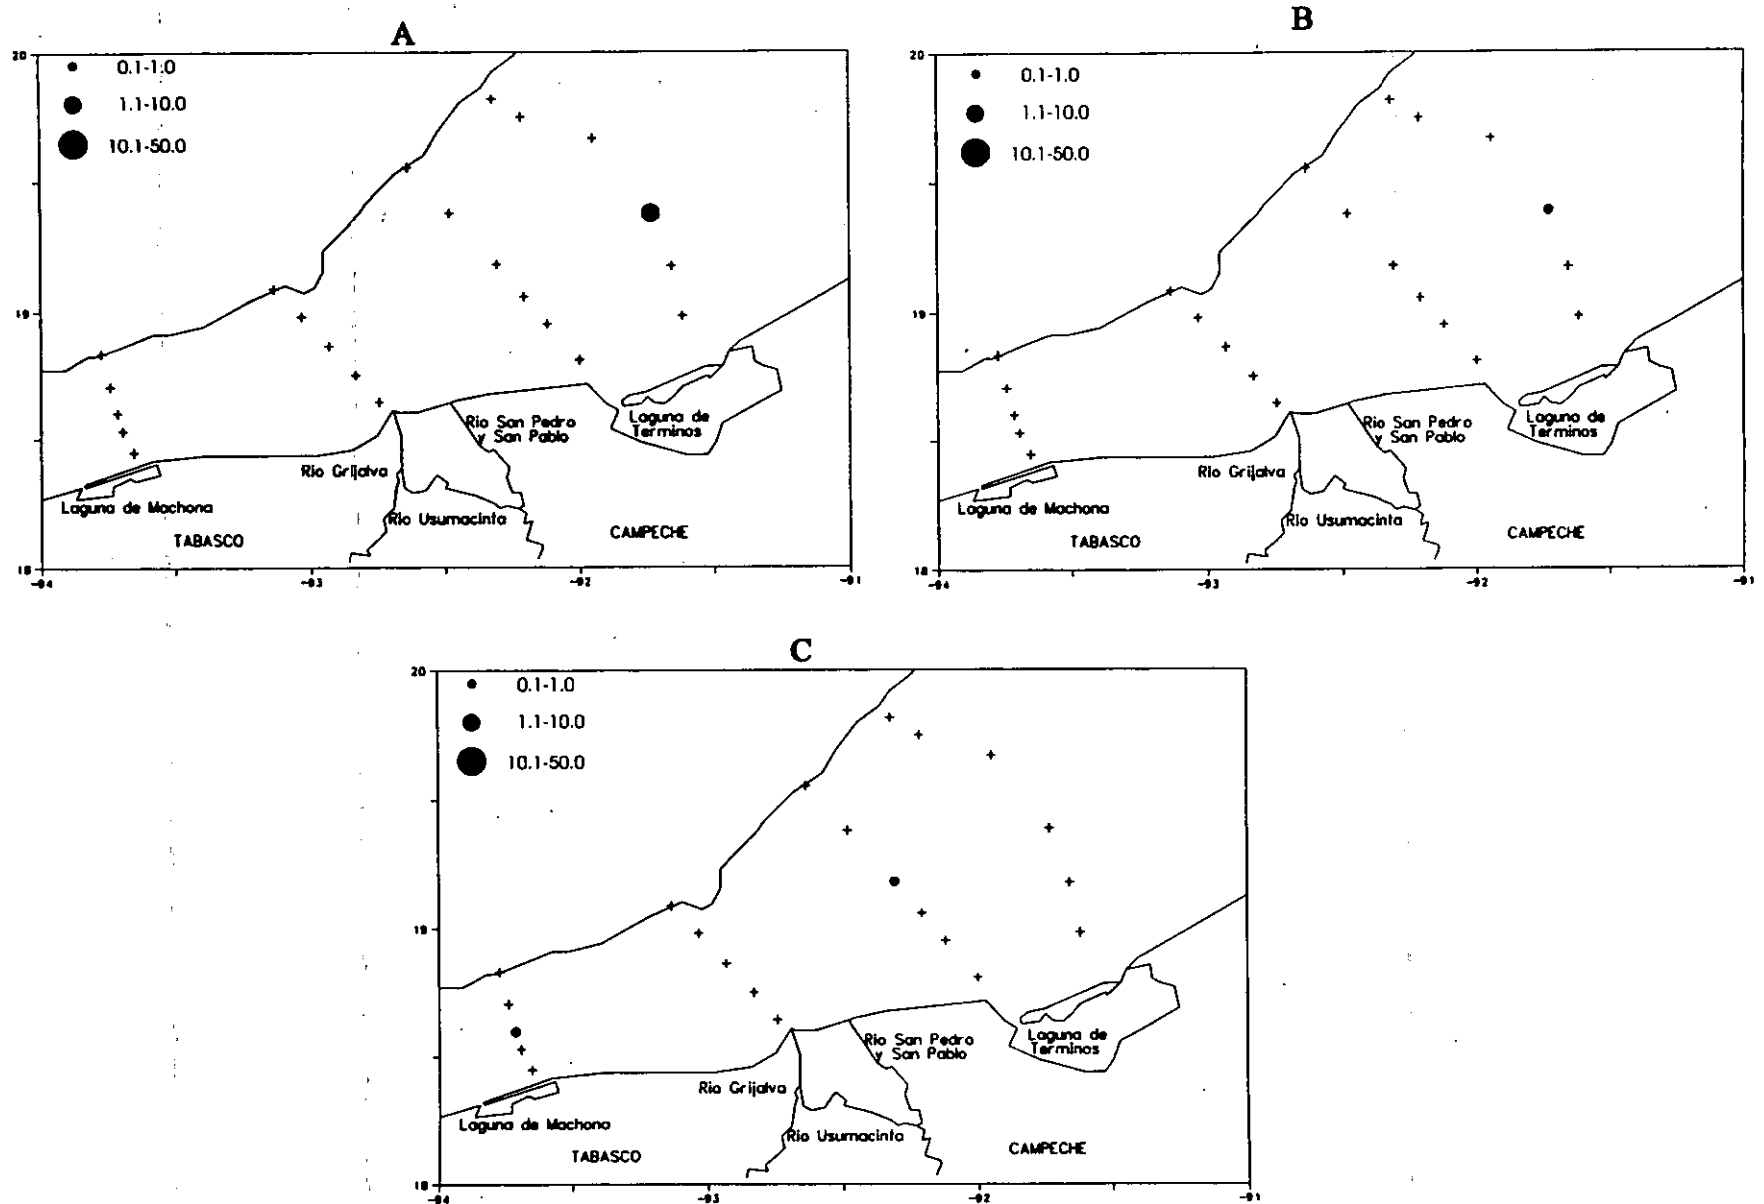 A
20
0.1-1.0
1.1-10.0
10.1-50.0
19
Rio San Pedro
y San Pablo
Laguna de
Terminos
Rio Grijalva
Laguna de Machona
Rio Usumacinta
TABASCO
CAMPECHE
18
-94
-93
-92
-91
B
20
0.1-1.0
1.1-10.0
10.1-50.0
19
Rio San Pedro
y San Pablo
Laguna de
Terminos
Rio Grijalva
Laguna de Machona
Rio Usumacinta
TABASCO
CAMPECHE
18
-94
-93
-92
-91
C
20
0.1-1.0
1.1-10.0
10.1-50.0
19
Rio San Pedro
y San Pablo
Laguna de
Terminos
Rio Grijalva
Laguna de Machona
Rio Usumacinta
TABASCO
CAMPECHE
18
-94
-93
-92
-91